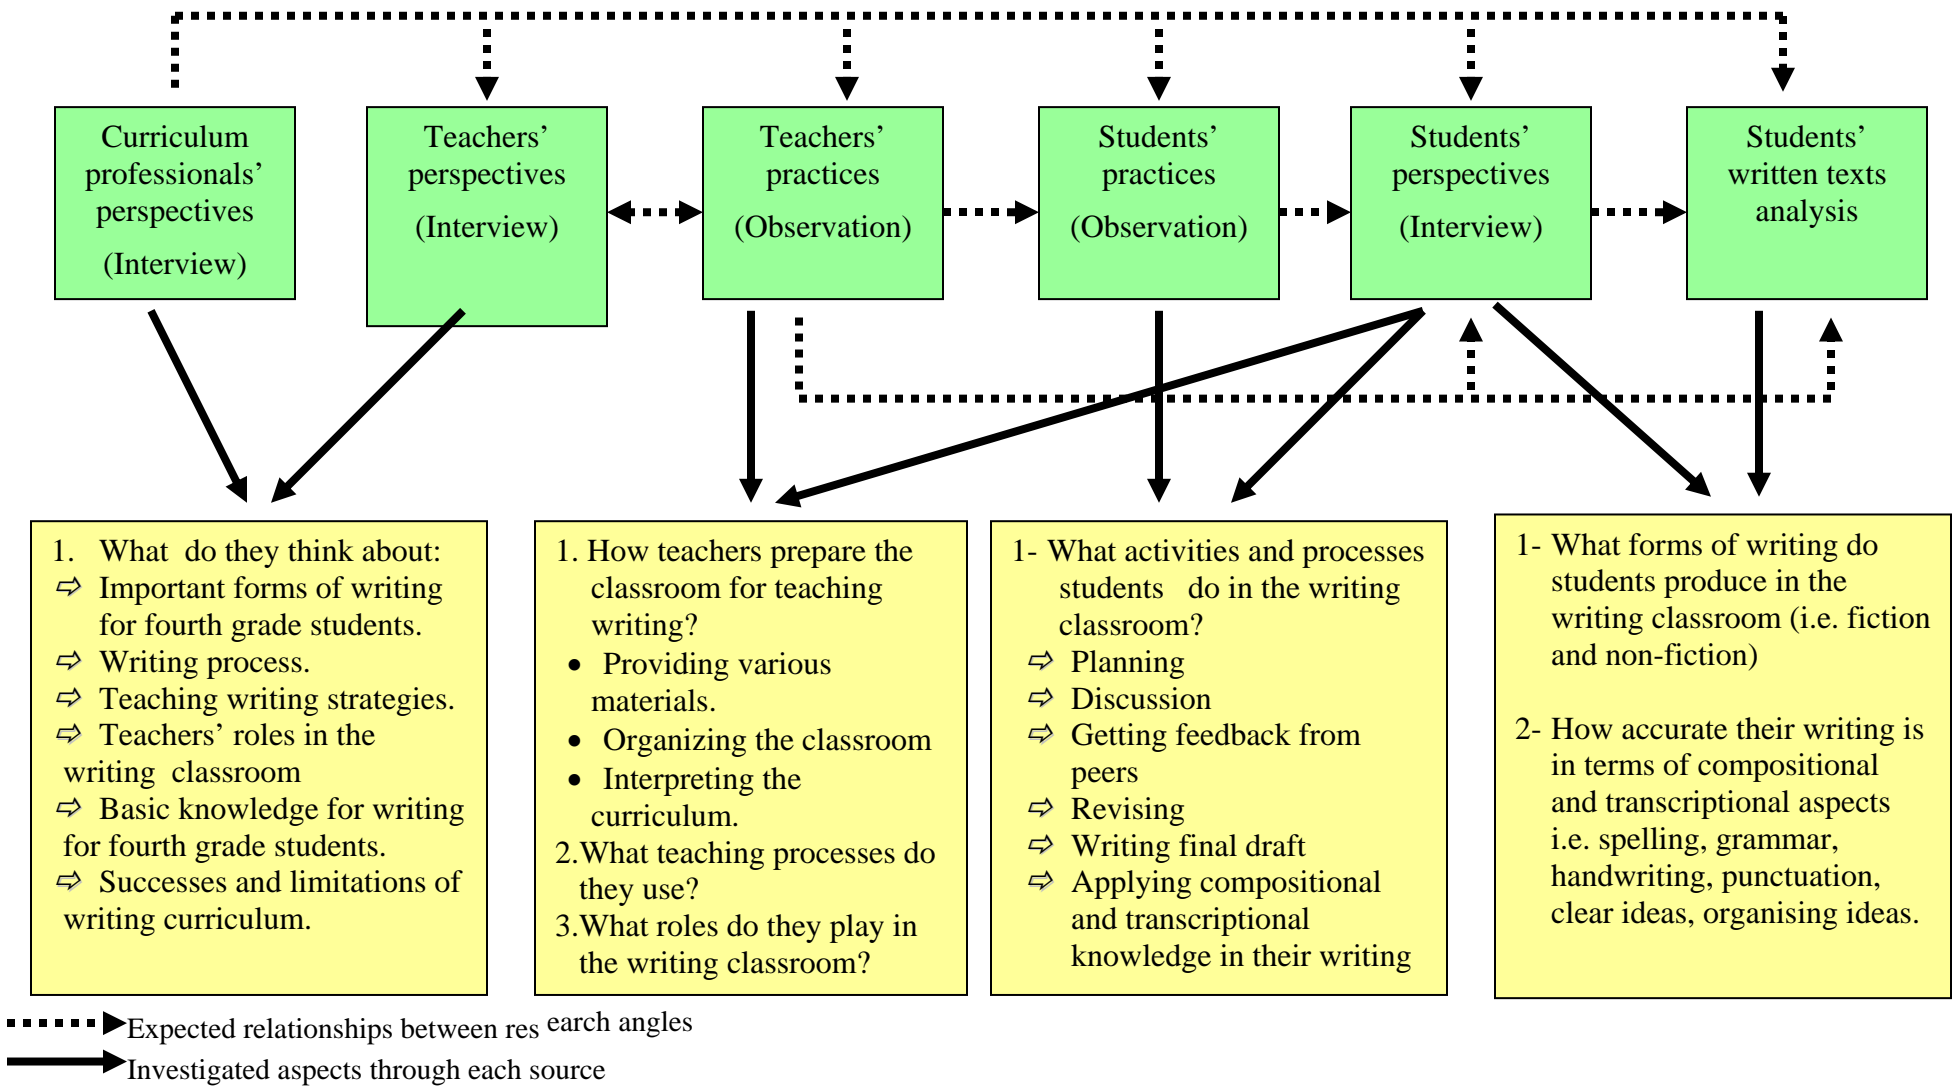 Curriculum
professionals’
perspectives
(Interview)
Teachers’
perspectives
(Interview)
Teachers’
practices
(Observation)
Students’
practices
(Observation)
Students’
perspectives
(Interview)
Students’
written texts
analysis
1. What do they think about:
⇨ Important forms of writing
for fourth grade students.
⇨ Writing process.
⇨ Teaching writing strategies.
⇨ Teachers’ roles in the
writing classroom
⇨ Basic knowledge for writing
for fourth grade students.
⇨ Successes and limitations of
writing curriculum.
1. How teachers prepare the
classroom for teaching
writing?
• Providing various
materials.
• Organizing the classroom
• Interpreting the
curriculum.
2.What teaching processes do
they use?
3.What roles do they play in
the writing classroom?
1- What activities and processes
students do in the writing
classroom?
⇨ Planning
⇨ Discussion
⇨ Getting feedback from
peers
⇨ Revising
⇨ Writing final draft
⇨ Applying compositional
and transcriptional
knowledge in their writing
1- What forms of writing do
students produce in the
writing classroom (i.e. fiction
and non-fiction)
2- How accurate their writing is
in terms of compositional
and transcriptional aspects
i.e. spelling, grammar,
handwriting, punctuation,
clear ideas, organising ideas.
Expected relationships between res earch angles
Investigated aspects through each source